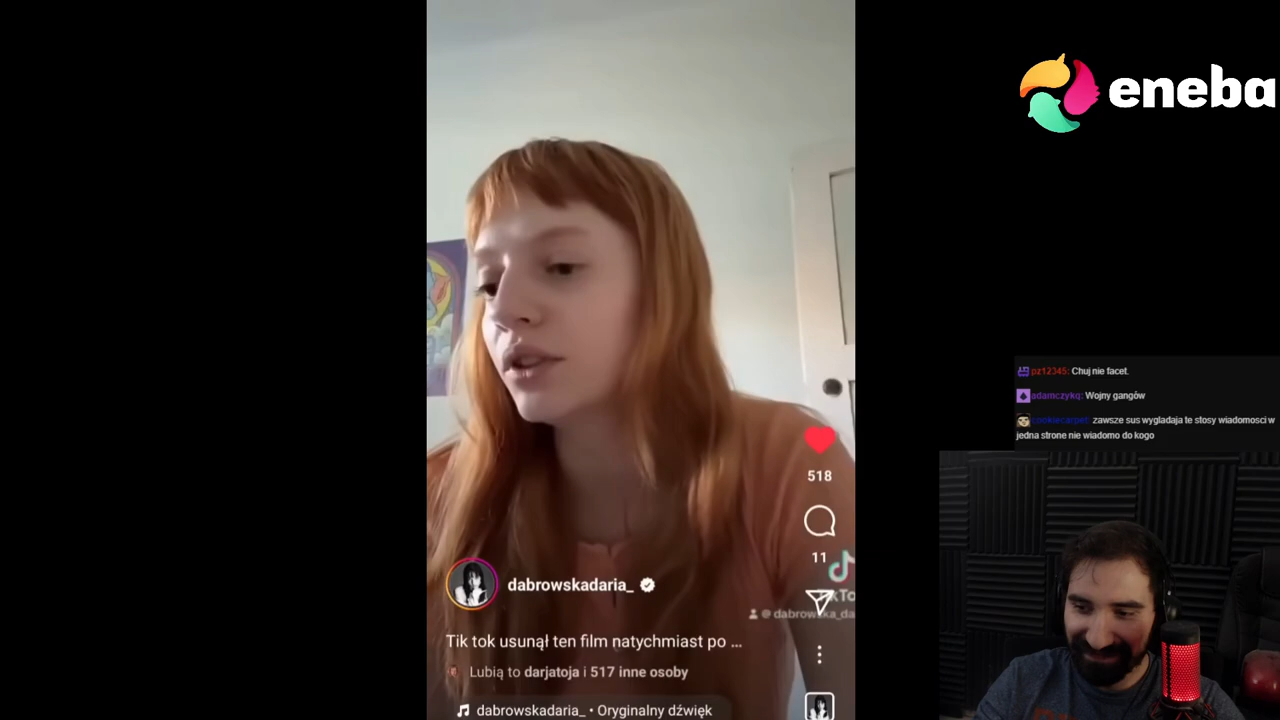 eneba
pz12345: Chuj nie facet.
adamczykq: Wojny gangów
cookiecarpet: zawsze sus wygladaja te stosy wiadomosci w
jedna strone nie wiadomo do kogo
518
11
dabrowskadaria_
@dabrowska_da
Tik tok usunął ten film natychmiast po ...
Lubią to darjatoja i 517 inne osoby
dabrowskadaria_ • Oryginalny dźwięk